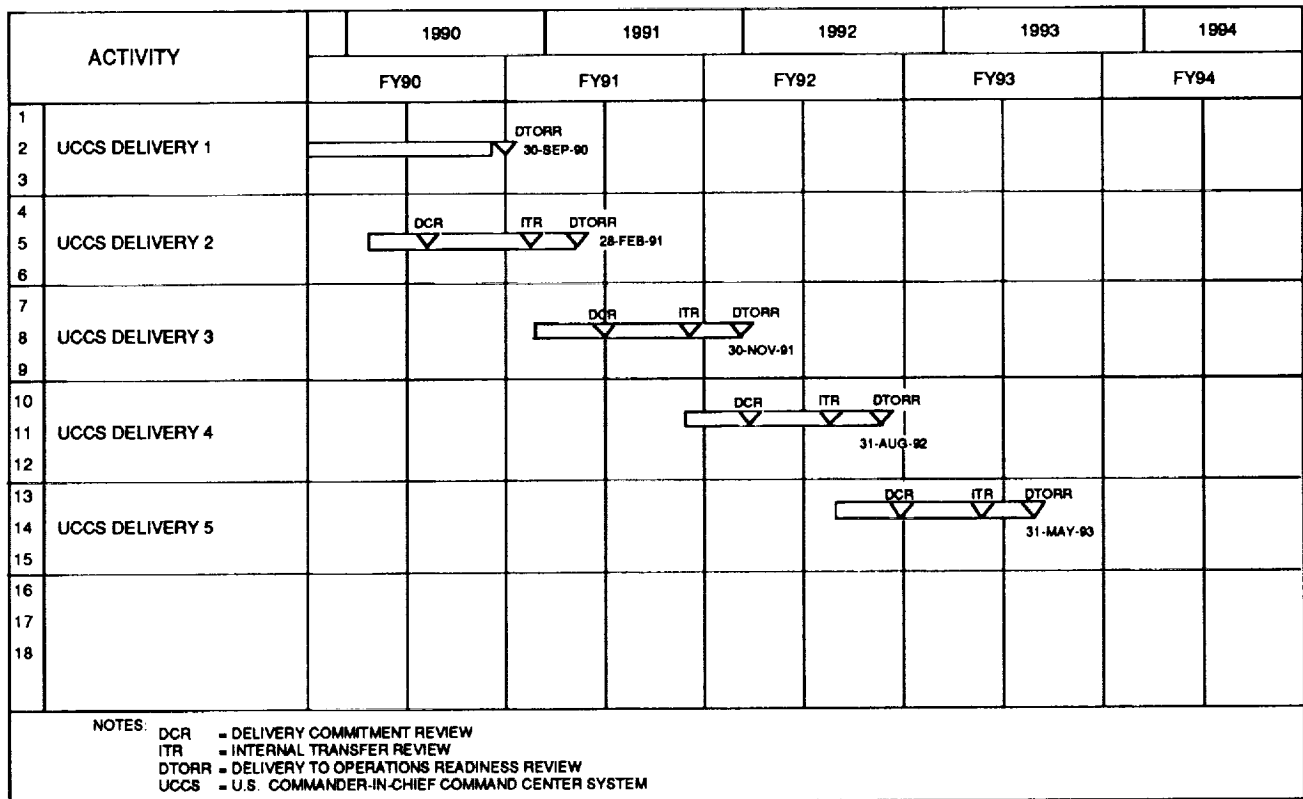 ACTIVITY
1990 1991 1992 1993 1994
FY90 FY91 FY92 FY93 FY94
1
2 UCCS DELIVERY 1
3
DTORR
30-SEP-90
4
5 UCCS DELIVERY 2
6
DCR ITR DTORR
28-FEB-91
7
8 UCCS DELIVERY 3
9
DCR ITR DTORR
30-NOV-91
10
11 UCCS DELIVERY 4
12
DCR ITR DTORR
31-AUG-92
13
14 UCCS DELIVERY 5
15
DCR ITR DTORR
31-MAY-93
16
17
18
NOTES:
DCR = DELIVERY COMMITMENT REVIEW
ITR = INTERNAL TRANSFER REVIEW
DTORR = DELIVERY TO OPERATIONS READINESS REVIEW
UCCS = U.S. COMMANDER-IN-CHIEF COMMAND CENTER SYSTEM